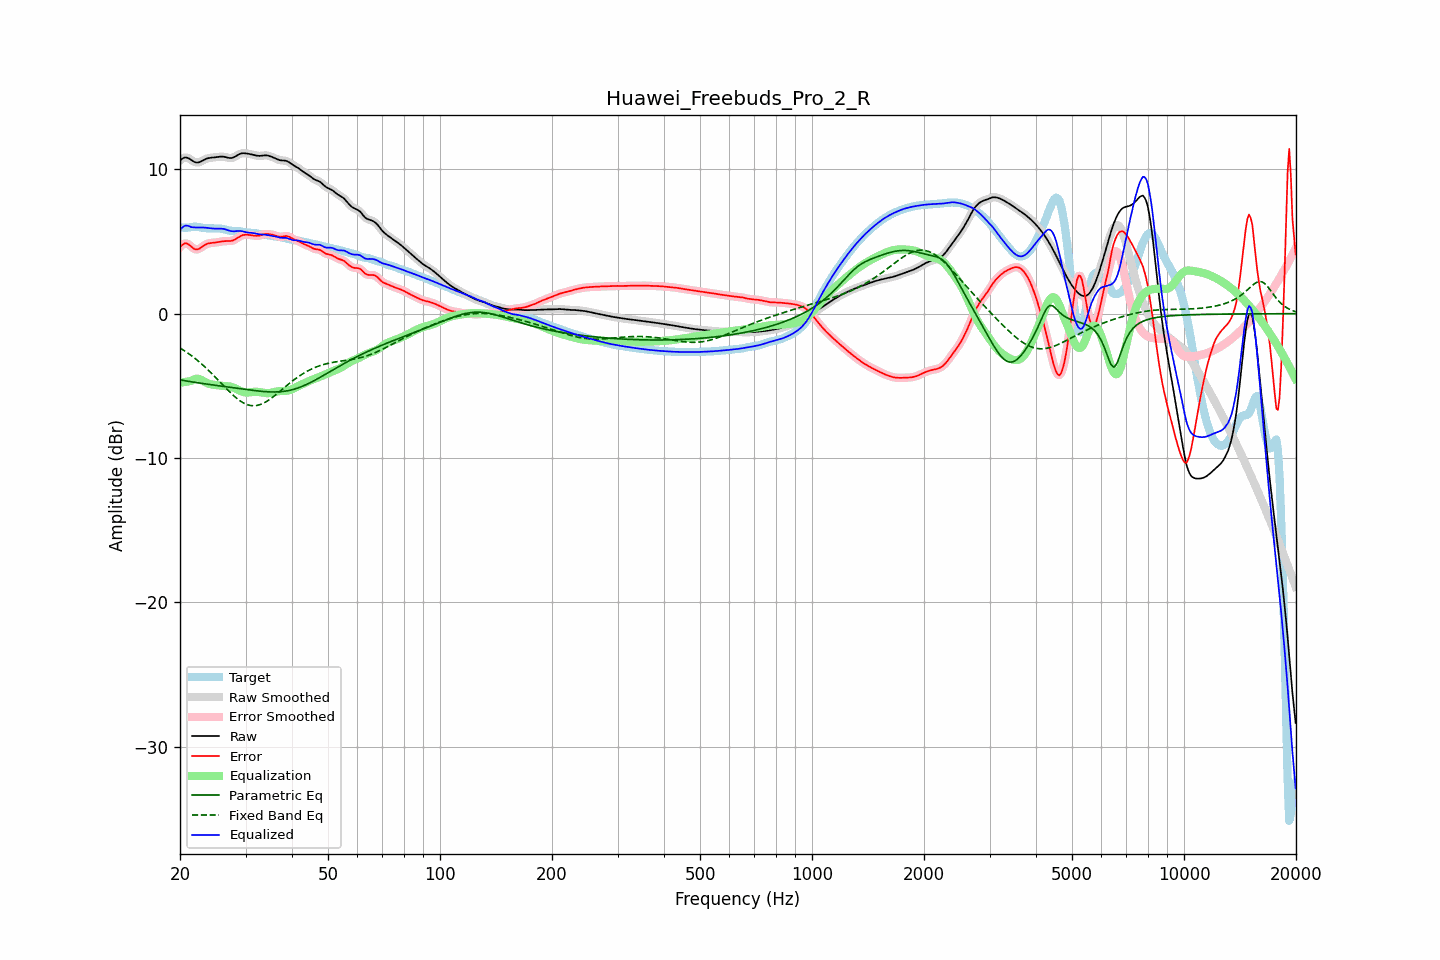 Huawei_Freebuds_Pro_2_R
Amplitude (dBr)
10
0
−10
−20
−30
Target
Raw Smoothed
Error Smoothed
Raw
Error
Equalization
Parametric Eq
Fixed Band Eq
Equalized
20
50
100
200
500
1000
2000
5000
10000
20000
Frequency (Hz)